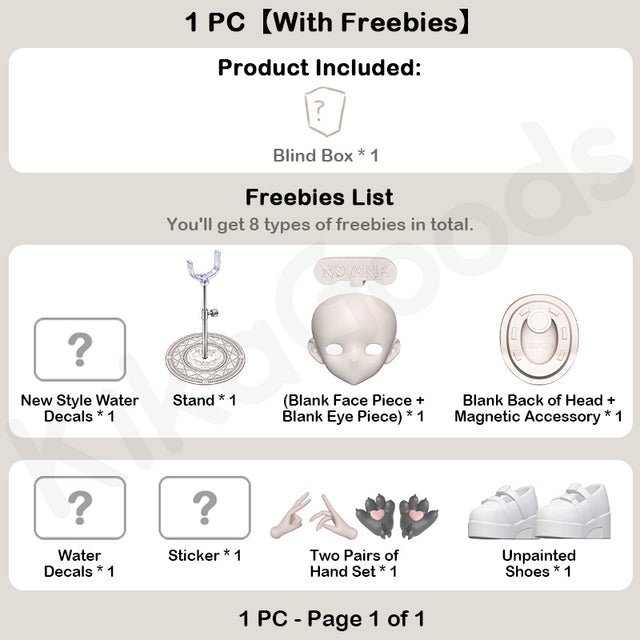 1 PC【With Freebies】
Product Included:
?
Blind Box * 1
Freebies List
You'll get 8 types of freebies in total.
NOVARIA
?
New Style Water
Decals * 1
Stand * 1
(Blank Face Piece +
Blank Eye Piece) * 1
Blank Back of Head +
Magnetic Accessory * 1
?
Water
Decals * 1
?
Sticker * 1
Two Pairs of
Hand Set * 1
Unpainted
Shoes * 1
1 PC - Page 1 of 1
KikaGoods